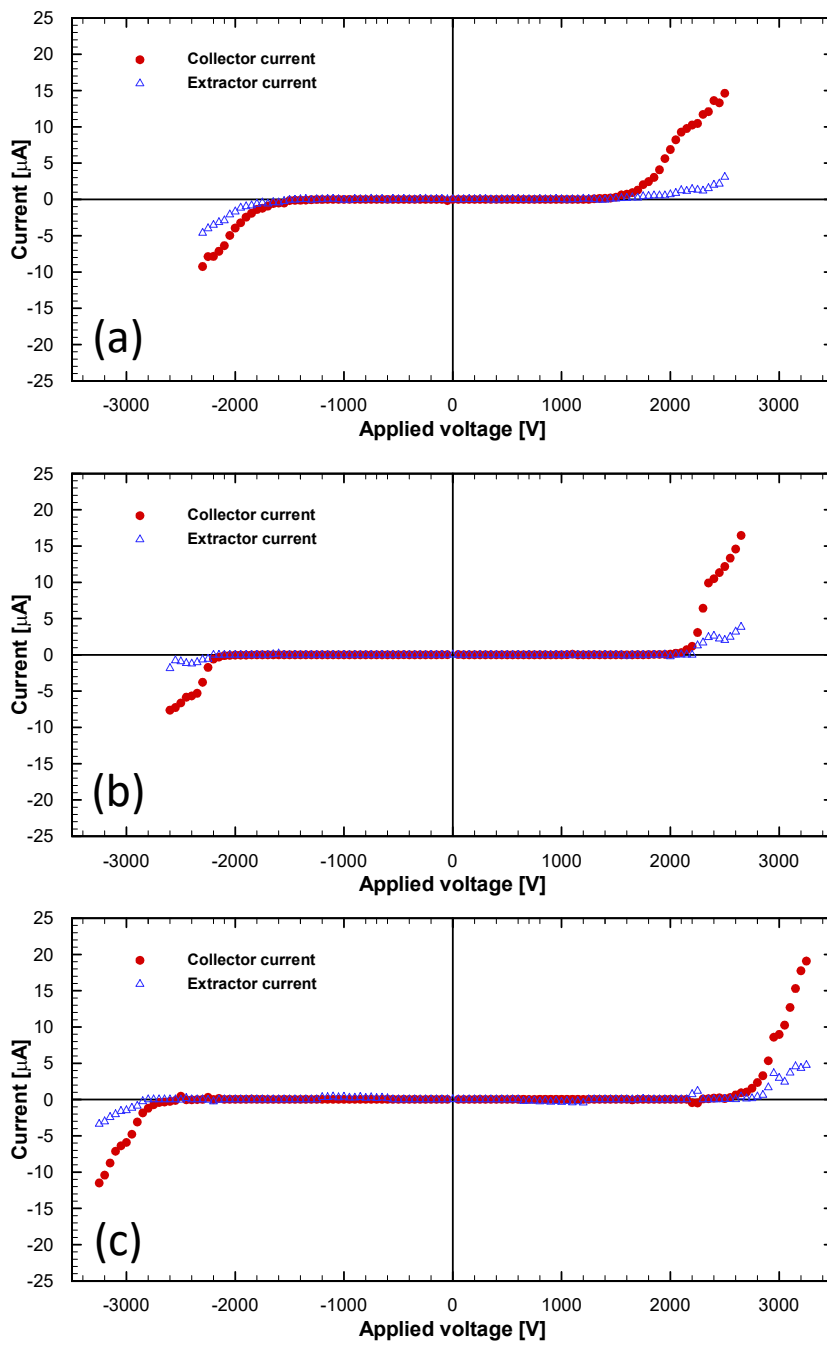 25
20
15
10
5
0
-5
-10
-15
-20
-25
Current [µA]
Collector current
Extractor current
(a)
-3000 -2000 -1000 0 1000 2000 3000
Applied voltage [V]
25
20
15
10
5
0
-5
-10
-15
-20
-25
Current [µA]
Collector current
Extractor current
(b)
-3000 -2000 -1000 0 1000 2000 3000
Applied voltage [V]
25
20
15
10
5
0
-5
-10
-15
-20
-25
Current [µA]
Collector current
Extractor current
(c)
-3000 -2000 -1000 0 1000 2000 3000
Applied voltage [V]